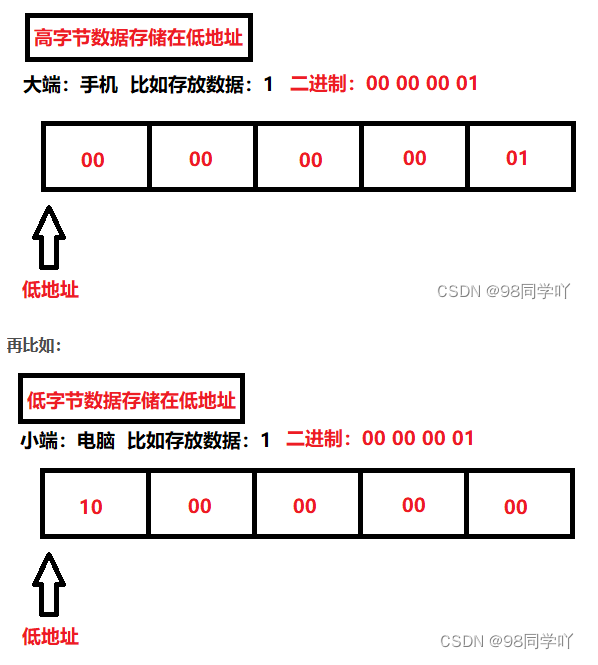 高字节数据存储在低地址
大端：手机 比如存放数据：1 二进制：00 00 00 01
00 00 00 00 01
低地址
CSDN @98同学吖
再比如：
低字节数据存储在低地址
小端：电脑 比如存放数据：1 二进制：00 00 00 01
10 00 00 00 00
低地址
CSDN @98同学吖